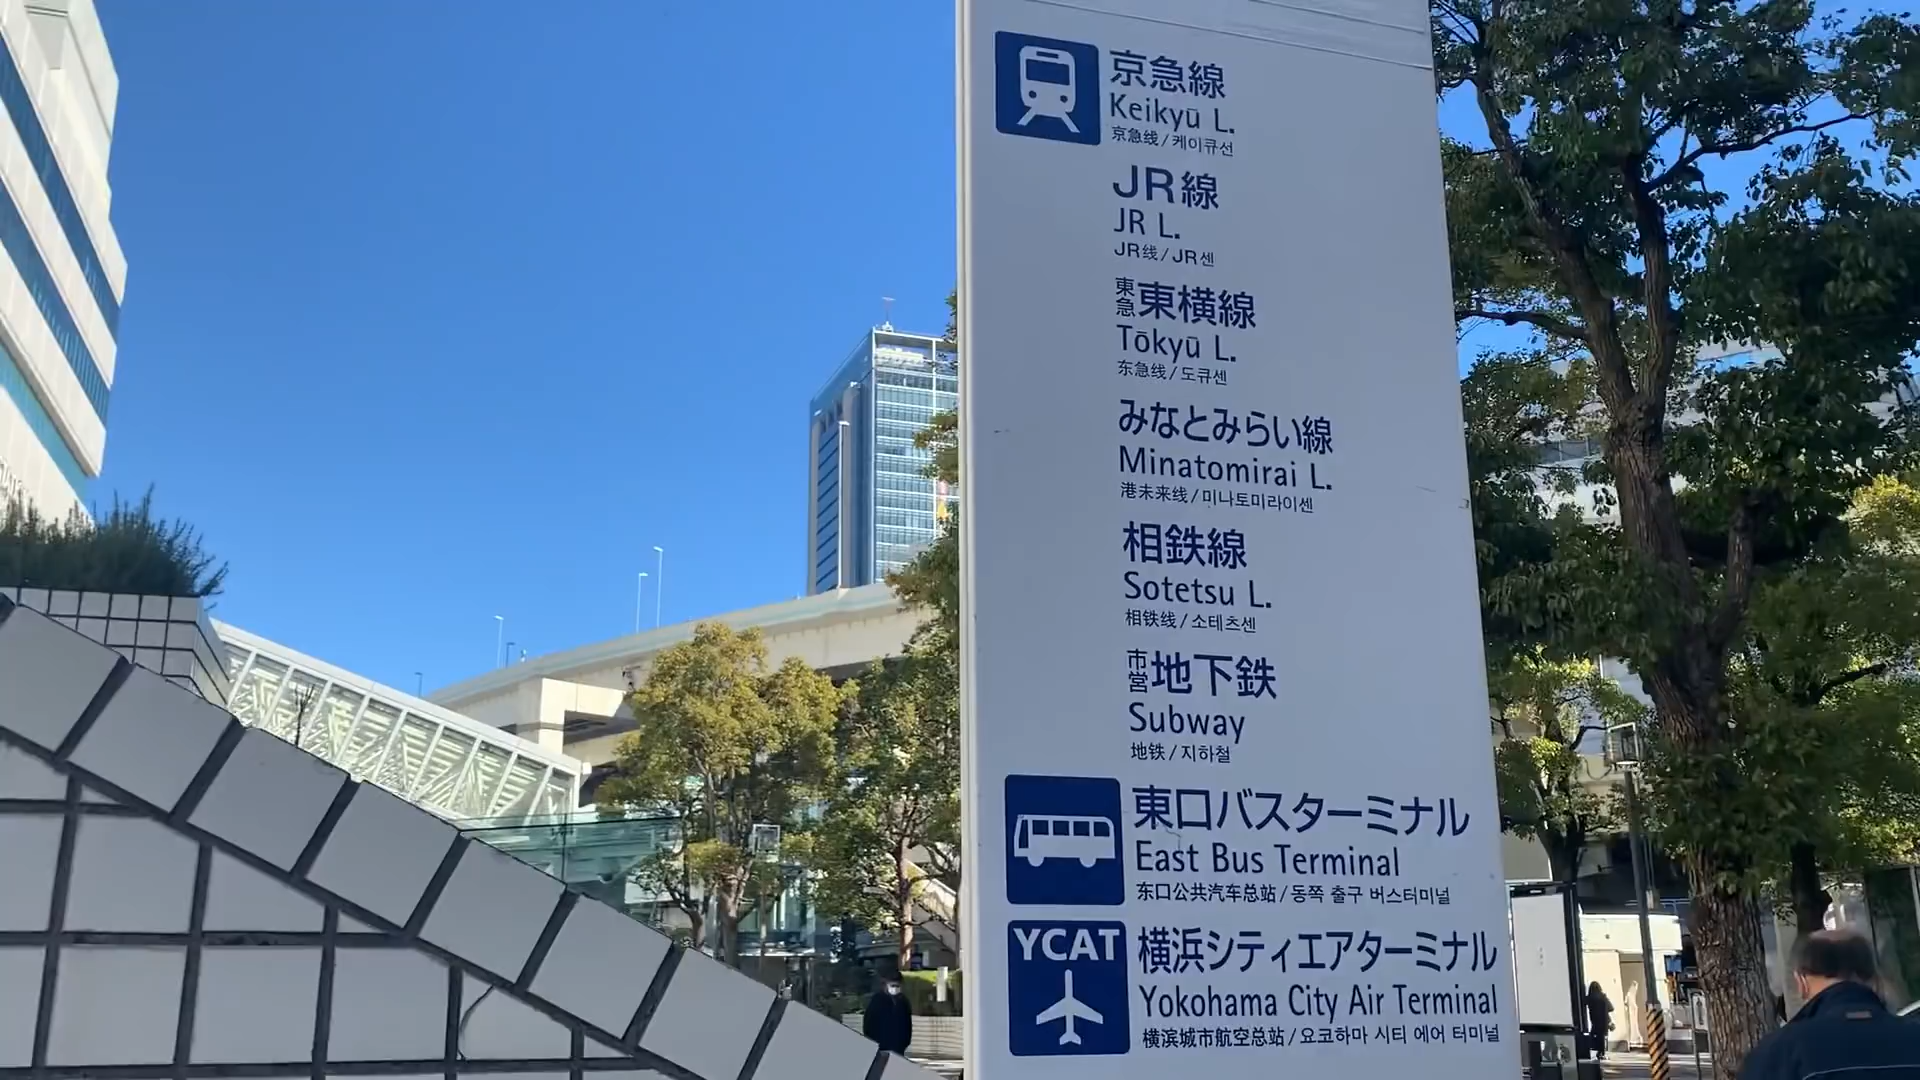 京急線
Keikyū L.
京急线/케이큐선
JR線
JR L.
JR线/JR센
東急東横線
Tōkyū L.
东急线/도큐센
みなとみらい線
Minatomirai L.
港未来线/미나토미라이센
相鉄線
Sotetsu L.
相铁线/소테츠센
市営地下鉄
Subway
地铁/지하철
東口バスターミナル
East Bus Terminal
东口公共汽车总站/동쪽 출구 버스터미널
YCAT
横浜シティエアターミナル
Yokohama City Air Terminal
横滨城市航空总站/요코하마 시티 에어 터미널